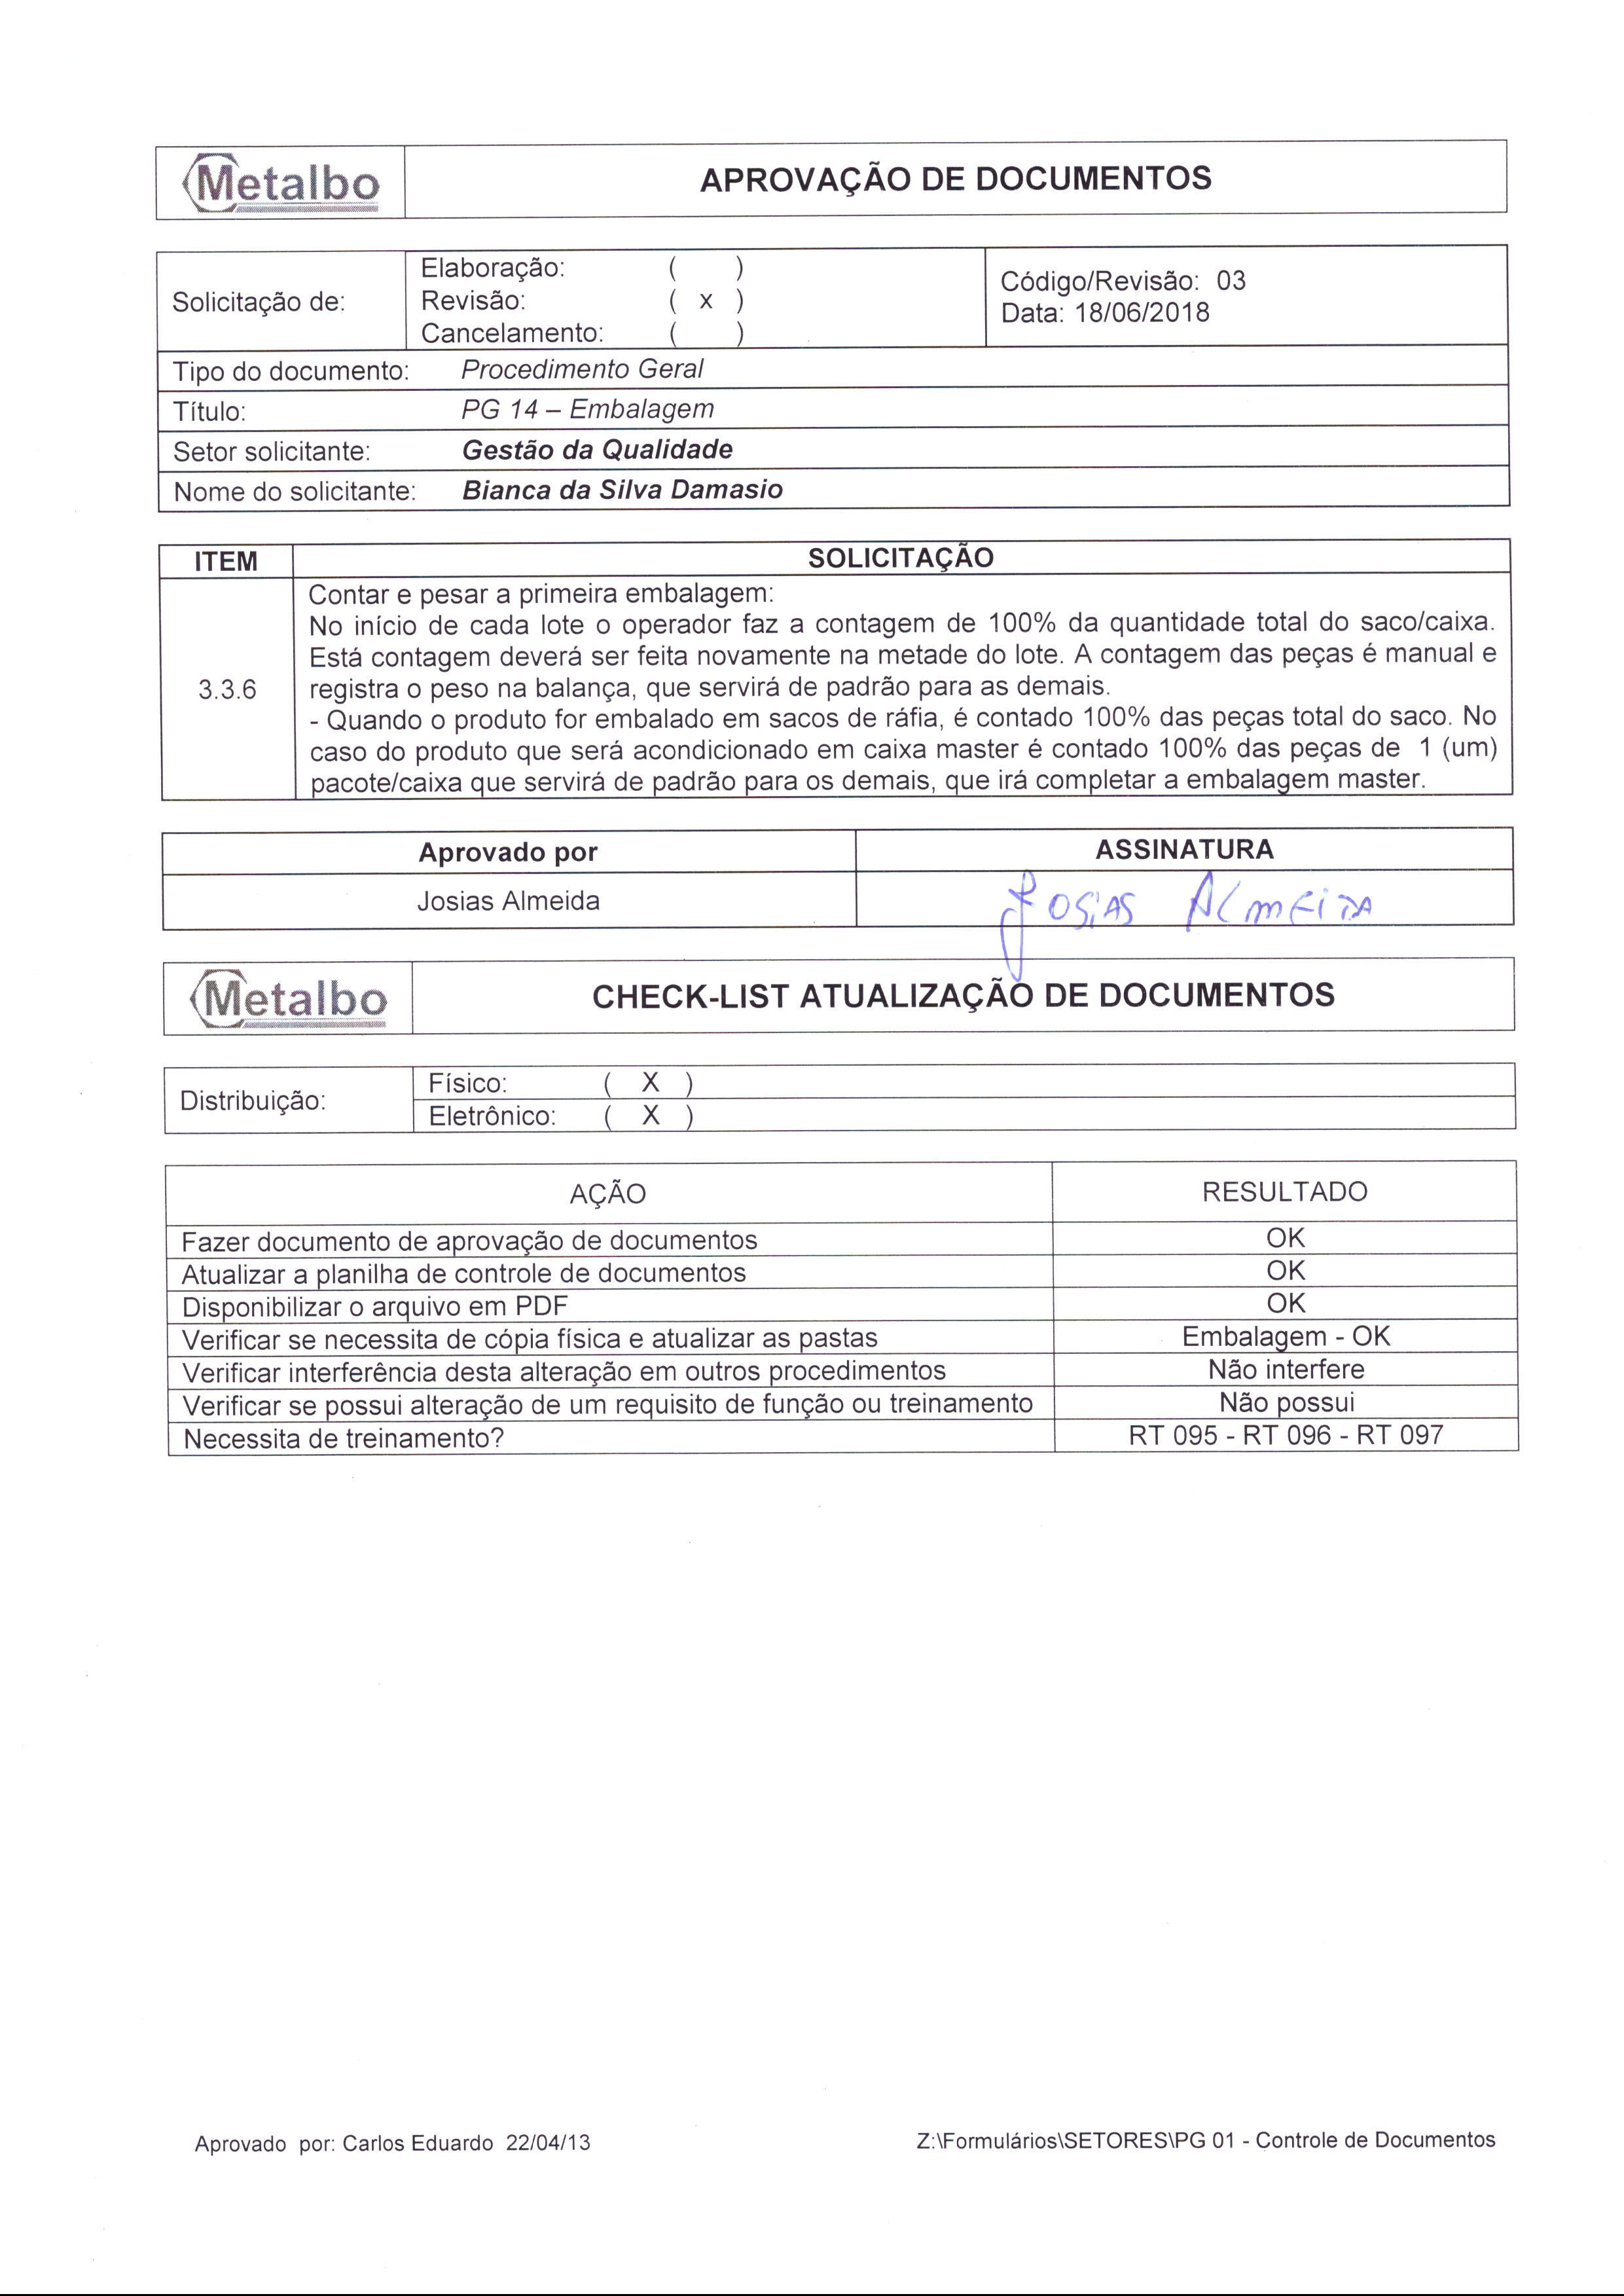 Metalbo APROVAÇÃO DE DOCUMENTOS
Solicitação de:
Elaboração: ( )
Revisão: ( x )
Cancelamento: ( )
Código/Revisão: 03
Data: 18/06/2018
Tipo do documento: Procedimento Geral
Título: PG 14 – Embalagem
Setor solicitante: Gestão da Qualidade
Nome do solicitante: Bianca da Silva Damasio
ITEM SOLICITAÇÃO
3.3.6
Contar e pesar a primeira embalagem:
No início de cada lote o operador faz a contagem de 100% da quantidade total do saco/caixa.
Está contagem deverá ser feita novamente na metade do lote. A contagem das peças é manual e
registra o peso na balança, que servirá de padrão para as demais.
- Quando o produto for embalado em sacos de ráfia, é contado 100% das peças total do saco. No
caso do produto que será acondicionado em caixa master é contado 100% das peças de 1 (um)
pacote/caixa que servirá de padrão para os demais, que irá completar a embalagem master.
Aprovado por ASSINATURA
Josias Almeida Josias Almeida
Metalbo CHECK-LIST ATUALIZAÇÃO DE DOCUMENTOS
Distribuição:
Físico: ( X )
Eletrônico: ( X )
AÇÃO RESULTADO
Fazer documento de aprovação de documentos OK
Atualizar a planilha de controle de documentos OK
Disponibilizar o arquivo em PDF OK
Verificar se necessita de cópia física e atualizar as pastas Embalagem - OK
Verificar interferência desta alteração em outros procedimentos Não interfere
Verificar se possui alteração de um requisito de função ou treinamento Não possui
Necessita de treinamento? RT 095 - RT 096 - RT 097
Aprovado por: Carlos Eduardo 22/04/13 Z:\Formulários\SETORES\PG 01 - Controle de Documentos